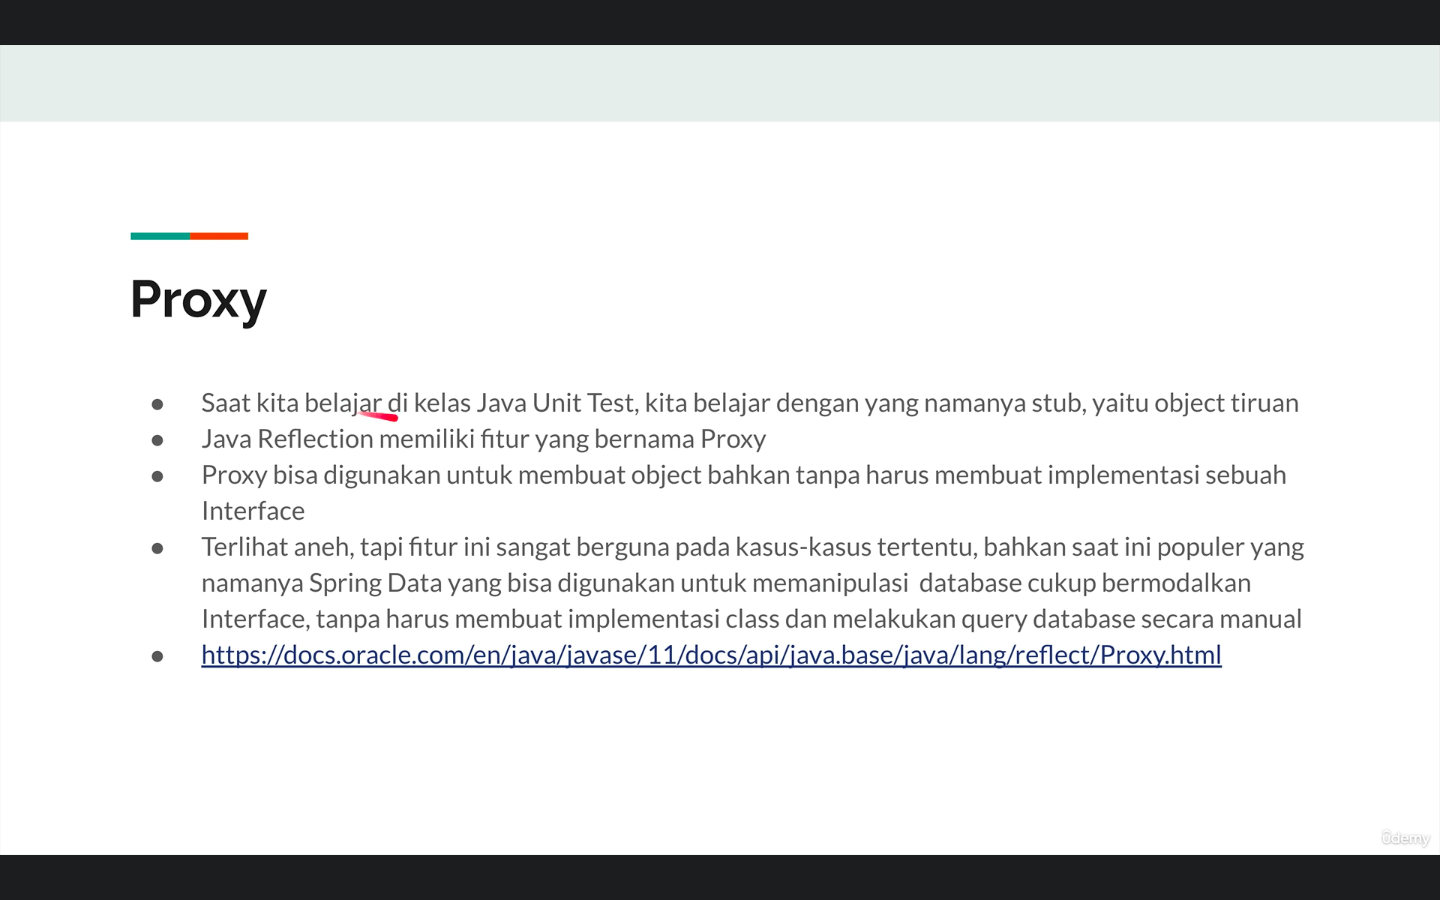 Proxy
● Saat kita belajar di kelas Java Unit Test, kita belajar dengan yang namanya stub, yaitu object tiruan
● Java Reflection memiliki fitur yang bernama Proxy
● Proxy bisa digunakan untuk membuat object bahkan tanpa harus membuat implementasi sebuah
Interface
● Terlihat aneh, tapi fitur ini sangat berguna pada kasus-kasus tertentu, bahkan saat ini populer yang
namanya Spring Data yang bisa digunakan untuk memanipulasi  database cukup bermodalkan
Interface, tanpa harus membuat implementasi class dan melakukan query database secara manual
● https://docs.oracle.com/en/java/javase/11/docs/api/java.base/java/lang/reflect/Proxy.html
ûdemy